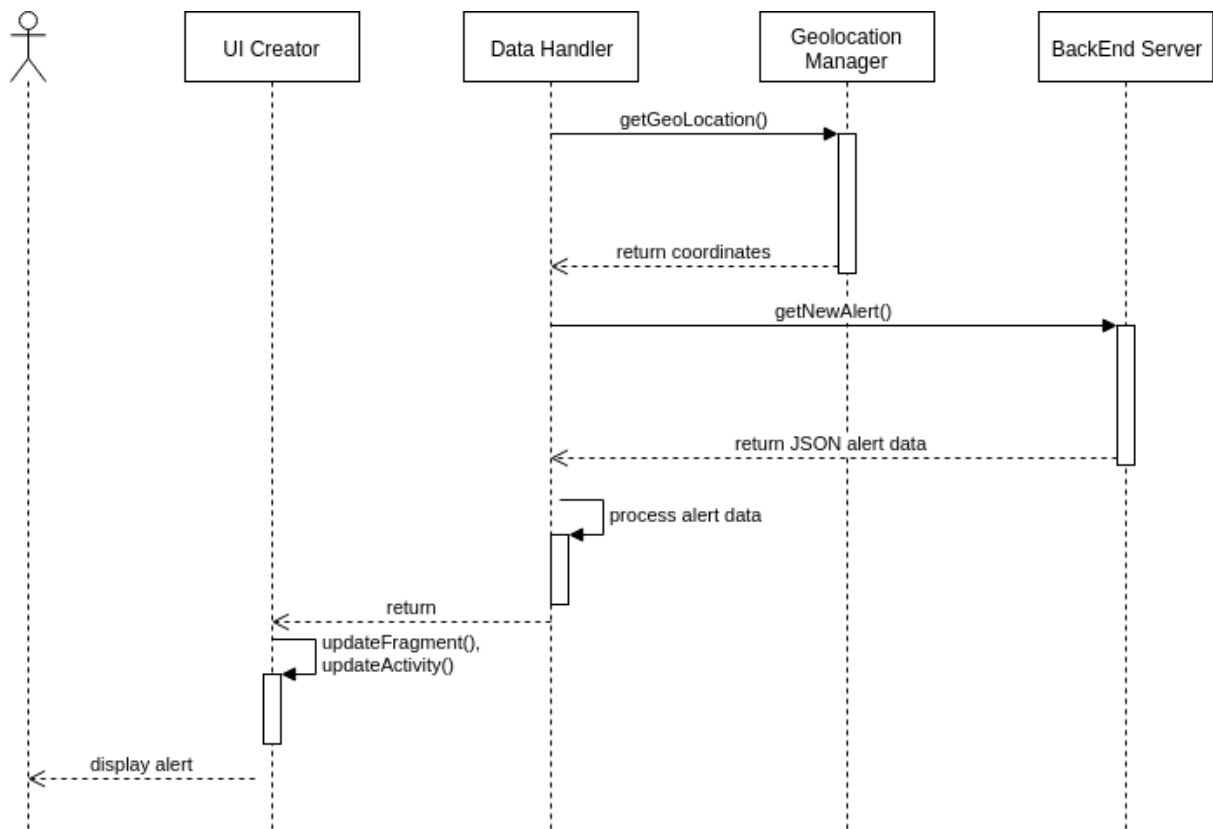 UI Creator
Data Handler
Geolocation
Manager
BackEnd Server
getGeoLocation()
return coordinates
getNewAlert()
return JSON alert data
process alert data
return
updateFragment(),
updateActivity()
display alert